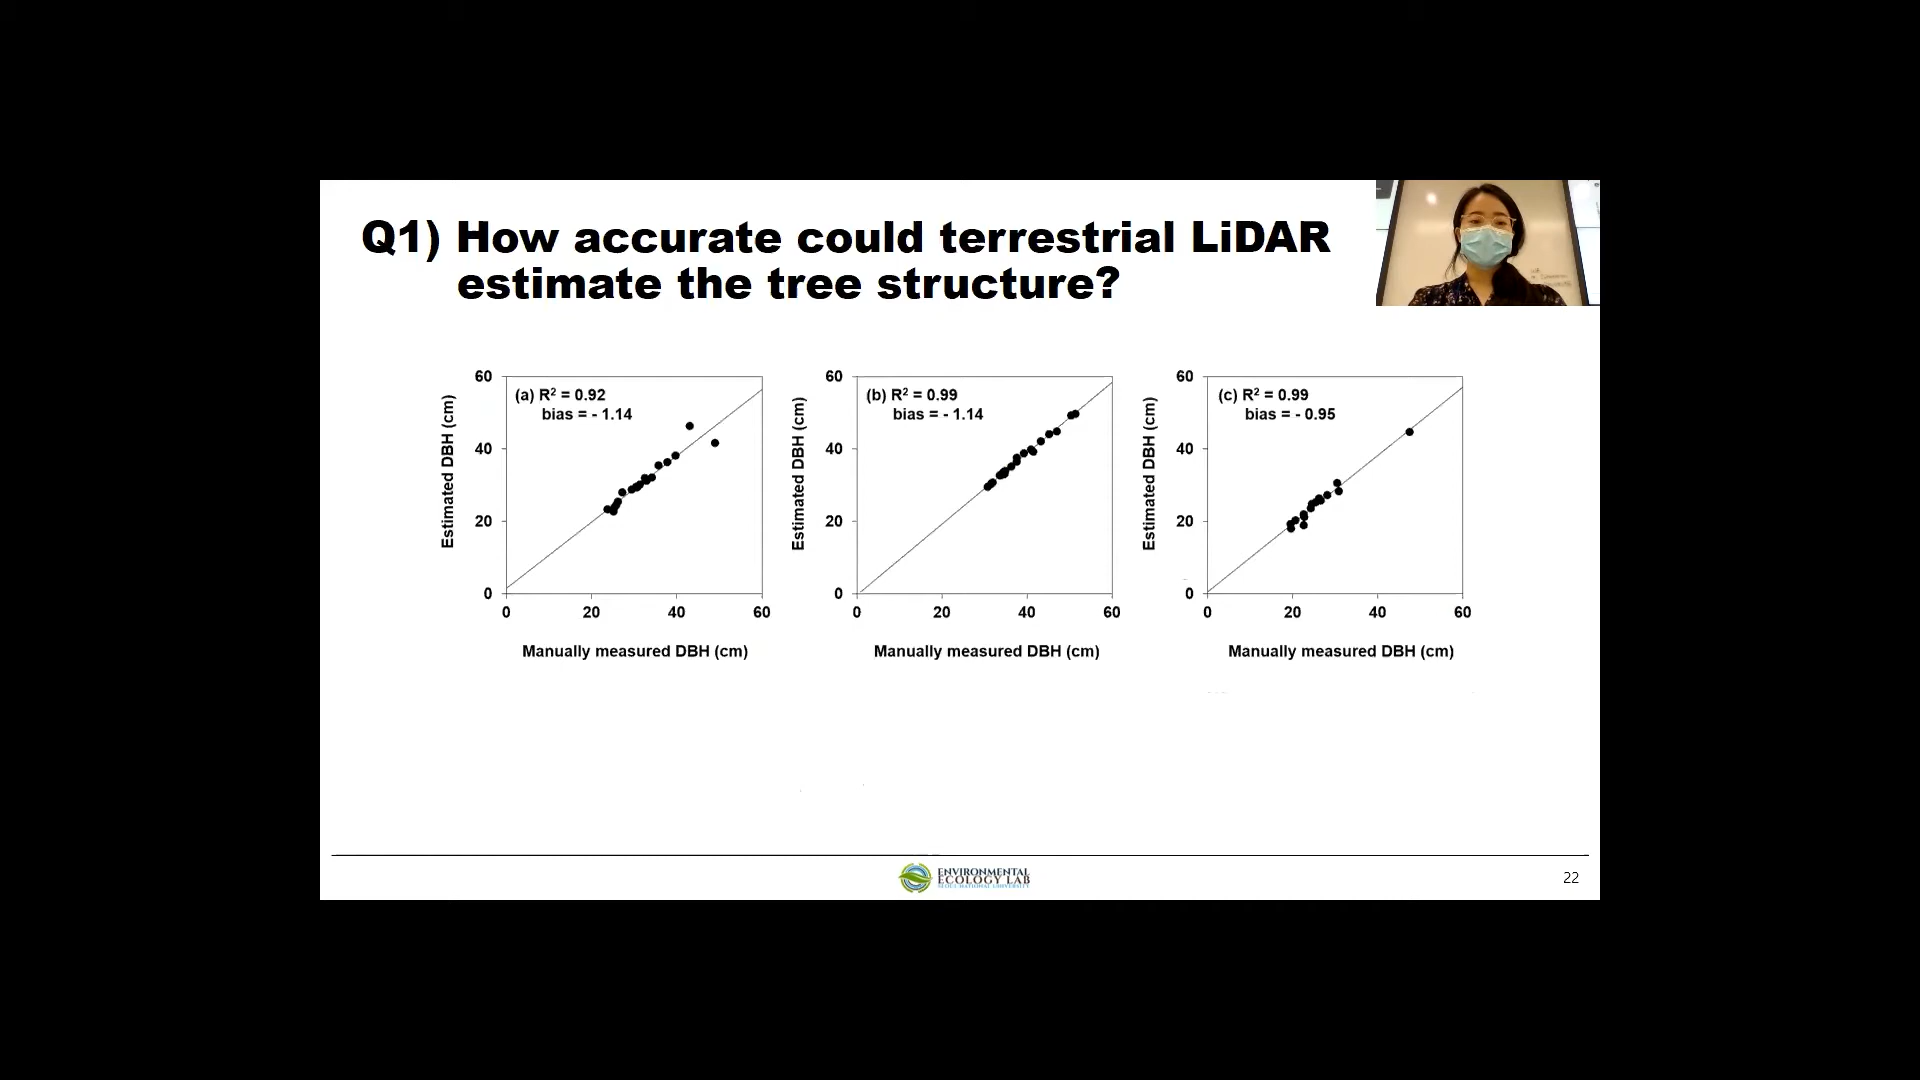 Q1) How accurate could terrestrial LiDAR
estimate the tree structure?
60
(a) R² = 0.92
bias = - 1.14
40
20
0
0 20 40 60
Estimated DBH (cm)
Manually measured DBH (cm)
60
(b) R² = 0.99
bias = - 1.14
40
20
0
0 20 40 60
Estimated DBH (cm)
Manually measured DBH (cm)
60
(c) R² = 0.99
bias = - 0.95
40
20
0
0 20 40 60
Estimated DBH (cm)
Manually measured DBH (cm)
ENVIRONMENTAL
ECOLOGY LAB
SEOUL NATIONAL UNIVERSITY
22